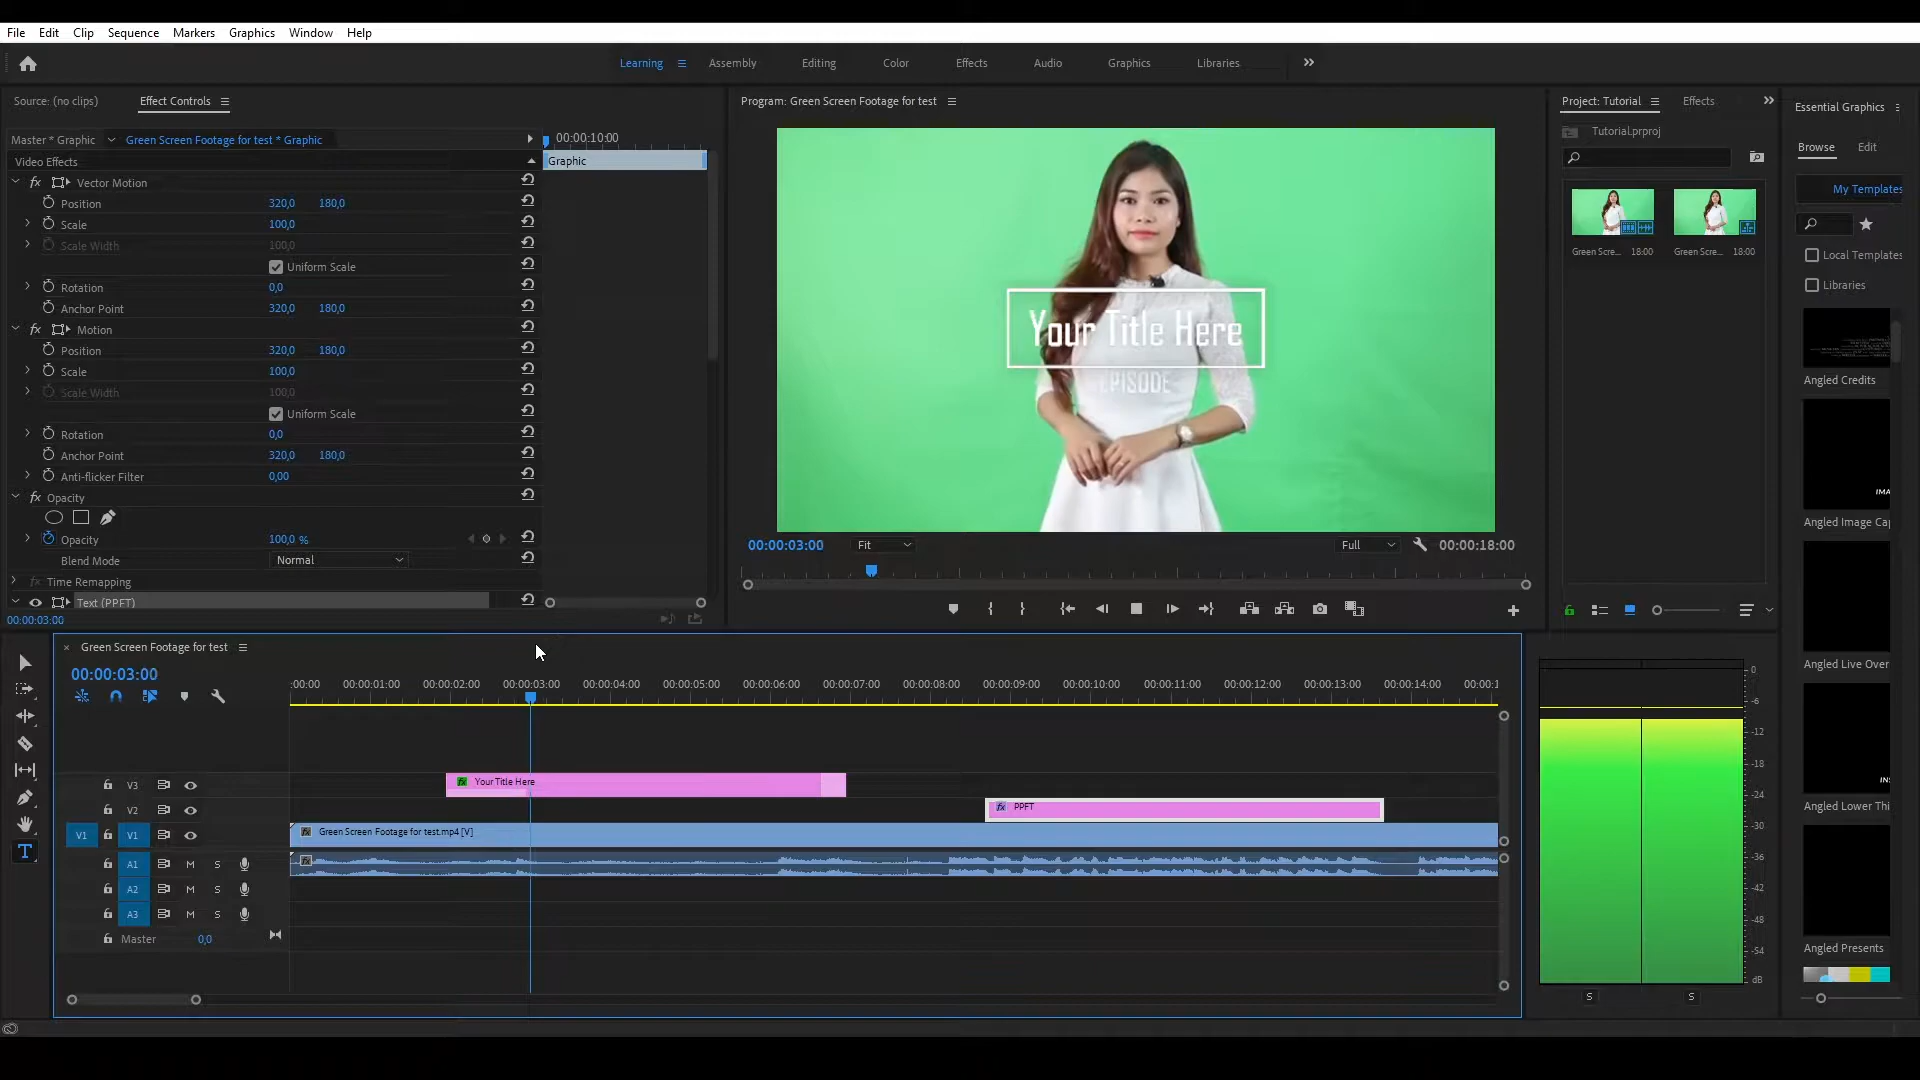 File Edit Clip Sequence Markers Graphics Window Help
Learning Assembly Editing Color Effects Audio Graphics Libraries
Source: (no clips) Effect Controls
Master * Graphic Green Screen Footage for test * Graphic
Video Effects
Vector Motion
Position 320,0 180,0
Scale 100,0
Scale Width 100,0
Uniform Scale
Rotation 0,0
Anchor Point 320,0 180,0
Motion
Position 320,0 180,0
Scale 100,0
Scale Width 100,0
Uniform Scale
Rotation 0,0
Anchor Point 320,0 180,0
Anti-flicker Filter 0,00
Opacity
Opacity 100,0 %
Blend Mode Normal
Time Remapping
Text (PPFT)
00:00:03:00
00:00:10:00
Graphic
Program: Green Screen Footage for test
Your Title Here
EPISODE
00:00:03:00 Fit Full 00:00:18:00
Project: Tutorial Effects
Tutorial.prproj
Green Scre... 18:00 Green Scre... 18:00
Essential Graphics
Browse Edit
My Templates
Local Templates
Libraries
Angled Credits
IMA
Angled Image Cap
Angled Live Over
Angled Lower Thi
INS
Angled Presents
Green Screen Footage for test
00:00:03:00
:00:00 00:00:01:00 00:00:02:00 00:00:03:00 00:00:04:00 00:00:05:00 00:00:06:00 00:00:07:00 00:00:08:00 00:00:09:00 00:00:10:00 00:00:11:00 00:00:12:00 00:00:13:00 00:00:14:00 00:00:1
V3 Your Title Here
V2 PPFT
V1 V1 Green Screen Footage for test.mp4 [V]
A1 M S
A2 M S
A3 M S
Master 0,0
0
-6
-12
-18
-24
-30
-36
-42
-48
-54
dB
S S